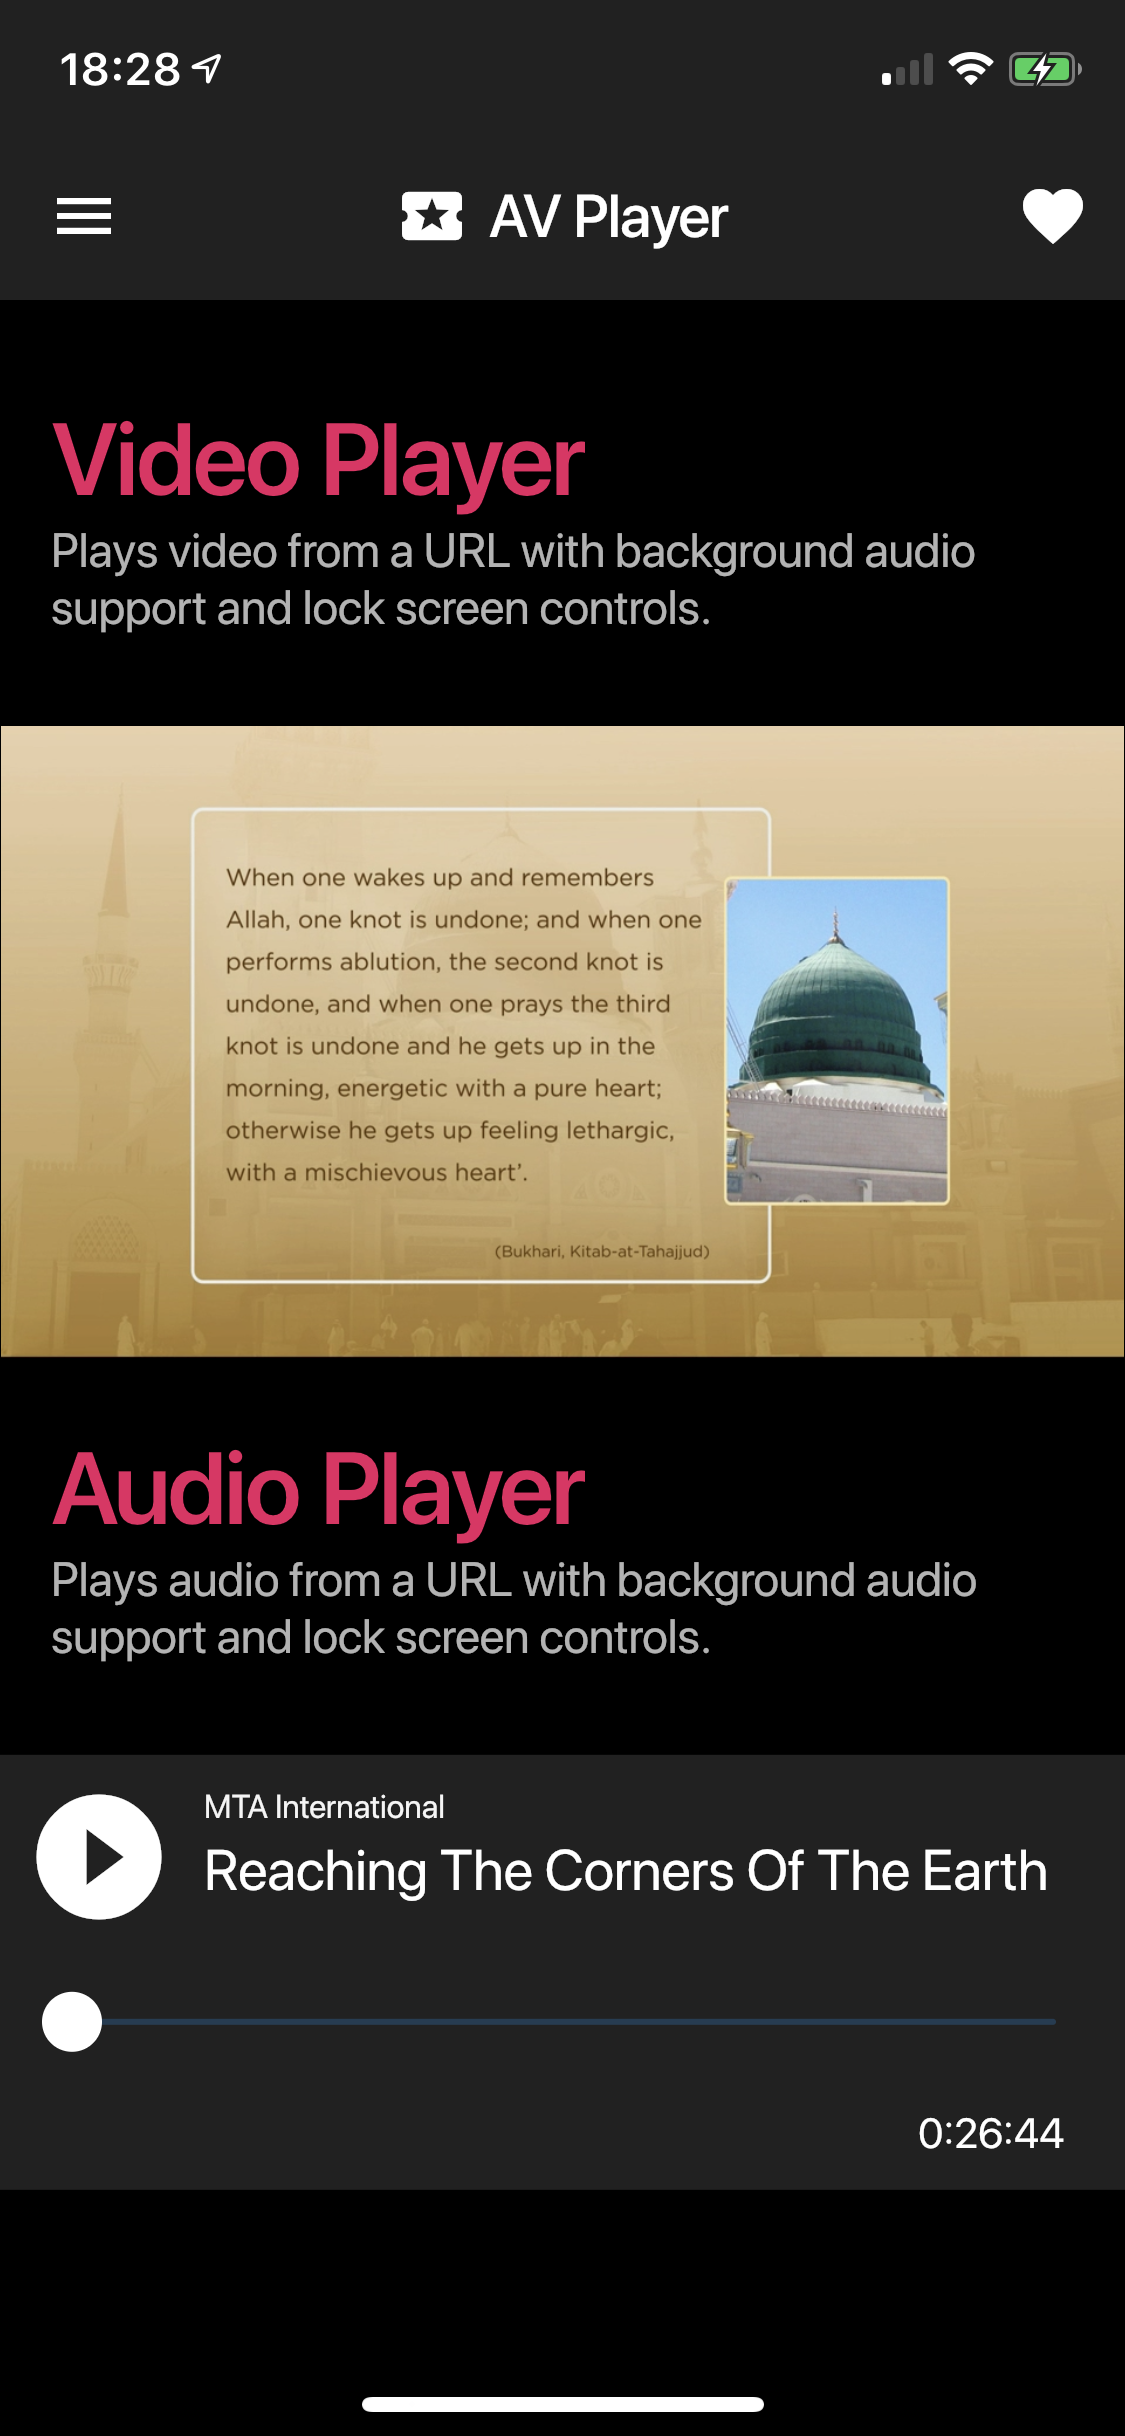 18:28
AV Player
Video Player
Plays video from a URL with background audio
support and lock screen controls.
When one wakes up and remembers
Allah, one knot is undone; and when one
performs ablution, the second knot is
undone, and when one prays the third
knot is undone and he gets up in the
morning, energetic with a pure heart;
otherwise he gets up feeling lethargic,
with a mischievous heart’.
(Bukhari, Kitab-at-Tahajjud)
Audio Player
Plays audio from a URL with background audio
support and lock screen controls.
MTA International
Reaching The Corners Of The Earth
0:26:44